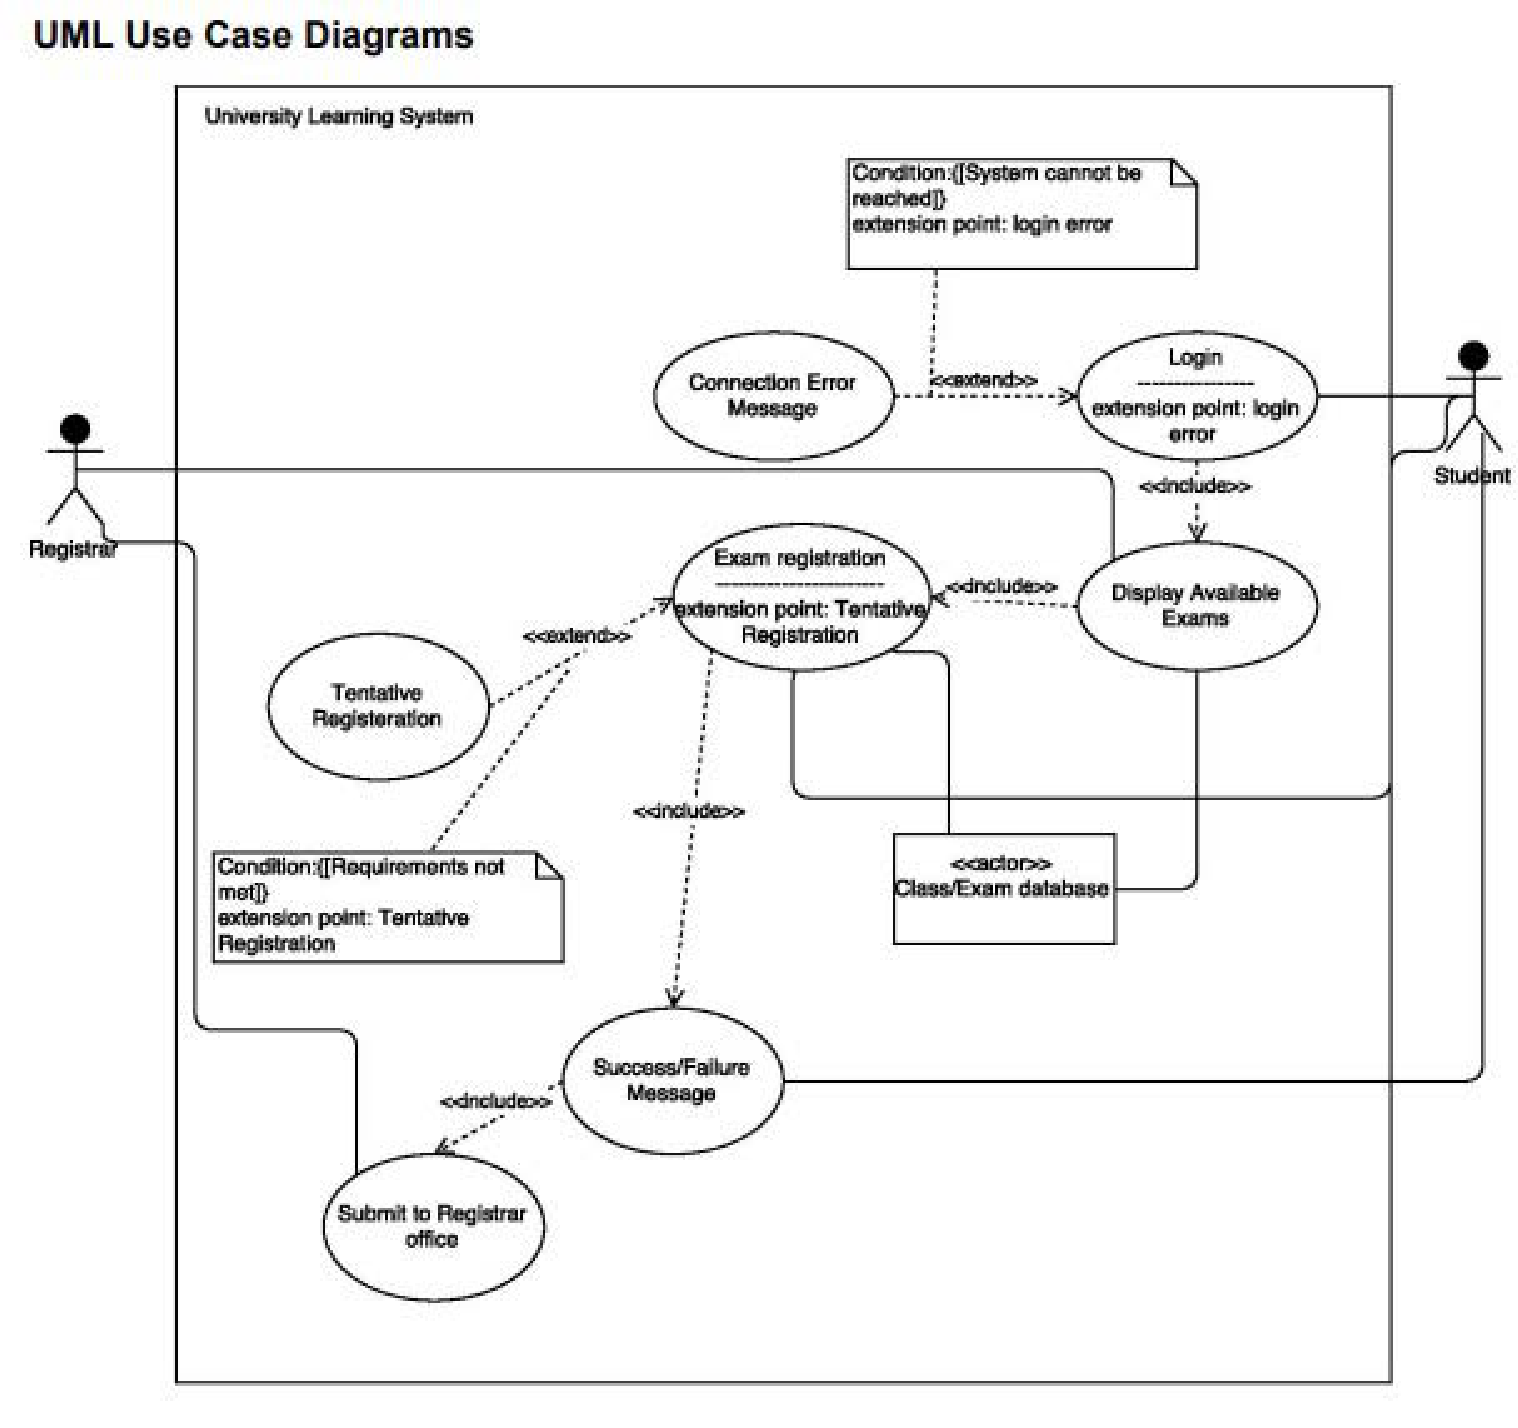 UML Use Case Diagrams
University Learning System
Condition:{[System cannot be
reached]}
extension point: login error
Connection Error
Message
<<extend>>
Login
--------------------
extension point: login
error
Student
<<include>>
Registrar
Exam registration
-----------------------------
extension point: Tentative
Registration
<<include>>
Display Available
Exams
<<extend>>
Tentative
Registeration
<<include>>
Condition:{[Requirements not
met]}
extension point: Tentative
Registration
<<actor>>
Class/Exam database
Success/Failure
Message
<<include>>
Submit to Registrar
office